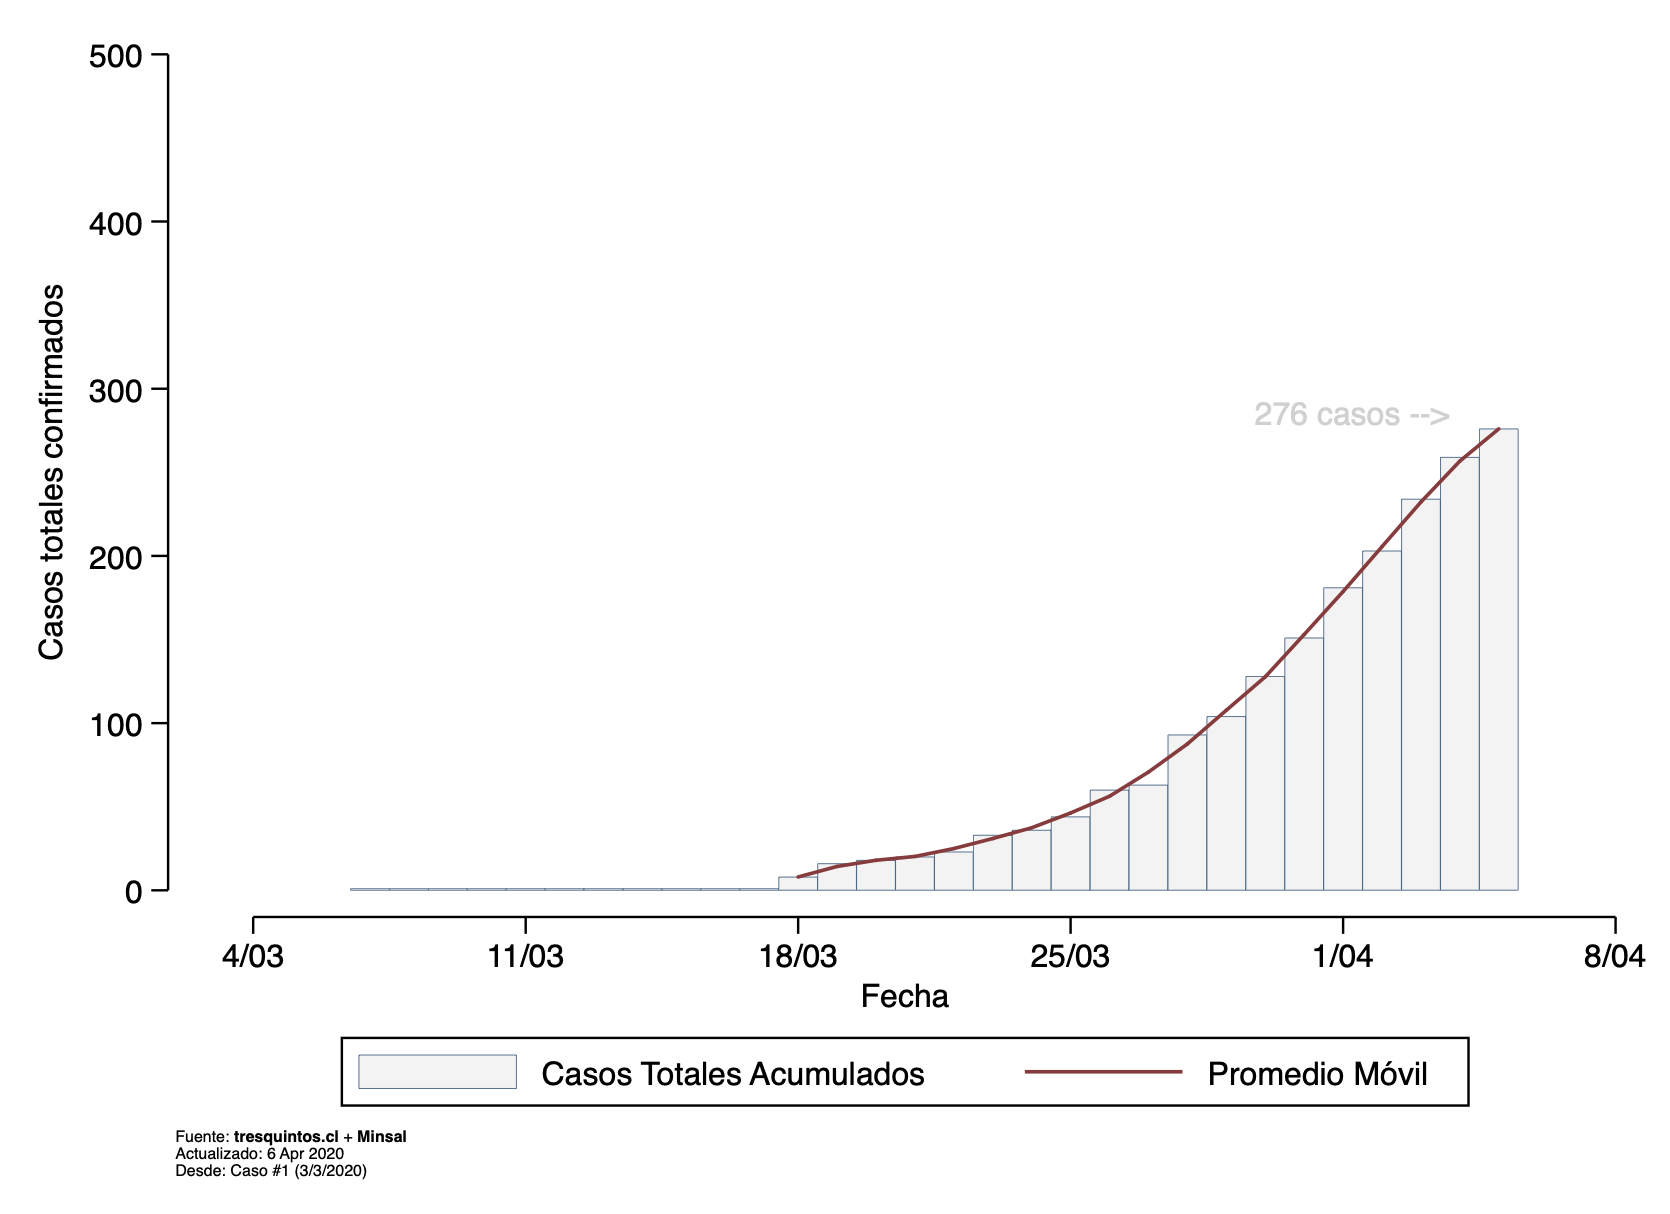 500
400
300
200
100
0
Casos totales confirmados
276 casos -->
4/03 11/03 18/03 25/03 1/04 8/04
Fecha
Casos Totales Acumulados Promedio Móvil
Fuente: tresquintos.cl + Minsal
Actualizado: 6 Apr 2020
Desde: Caso #1 (3/3/2020)